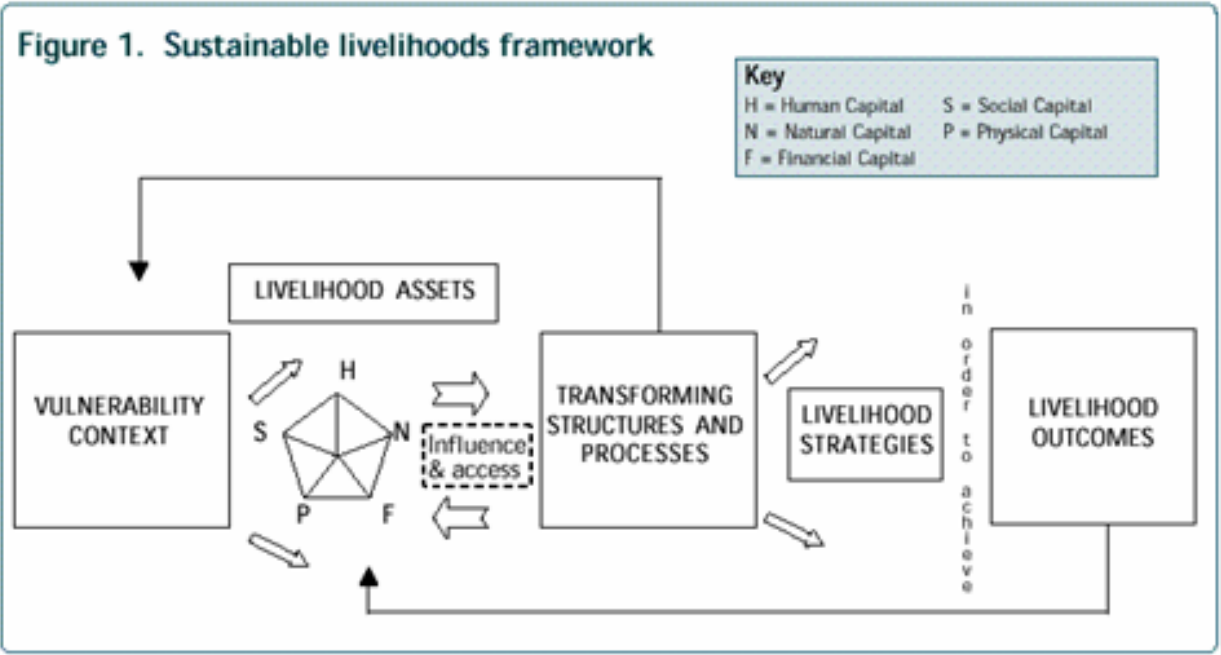 Figure 1. Sustainable livelihoods framework
Key
H = Human Capital S = Social Capital
N = Natural Capital P = Physical Capital
F = Financial Capital
LIVELIHOOD ASSETS
VULNERABILITY
CONTEXT
H
S
N
P
F
Influence
& access
TRANSFORMING
STRUCTURES AND
PROCESSES
LIVELIHOOD
STRATEGIES
in order to achieve
LIVELIHOOD
OUTCOMES